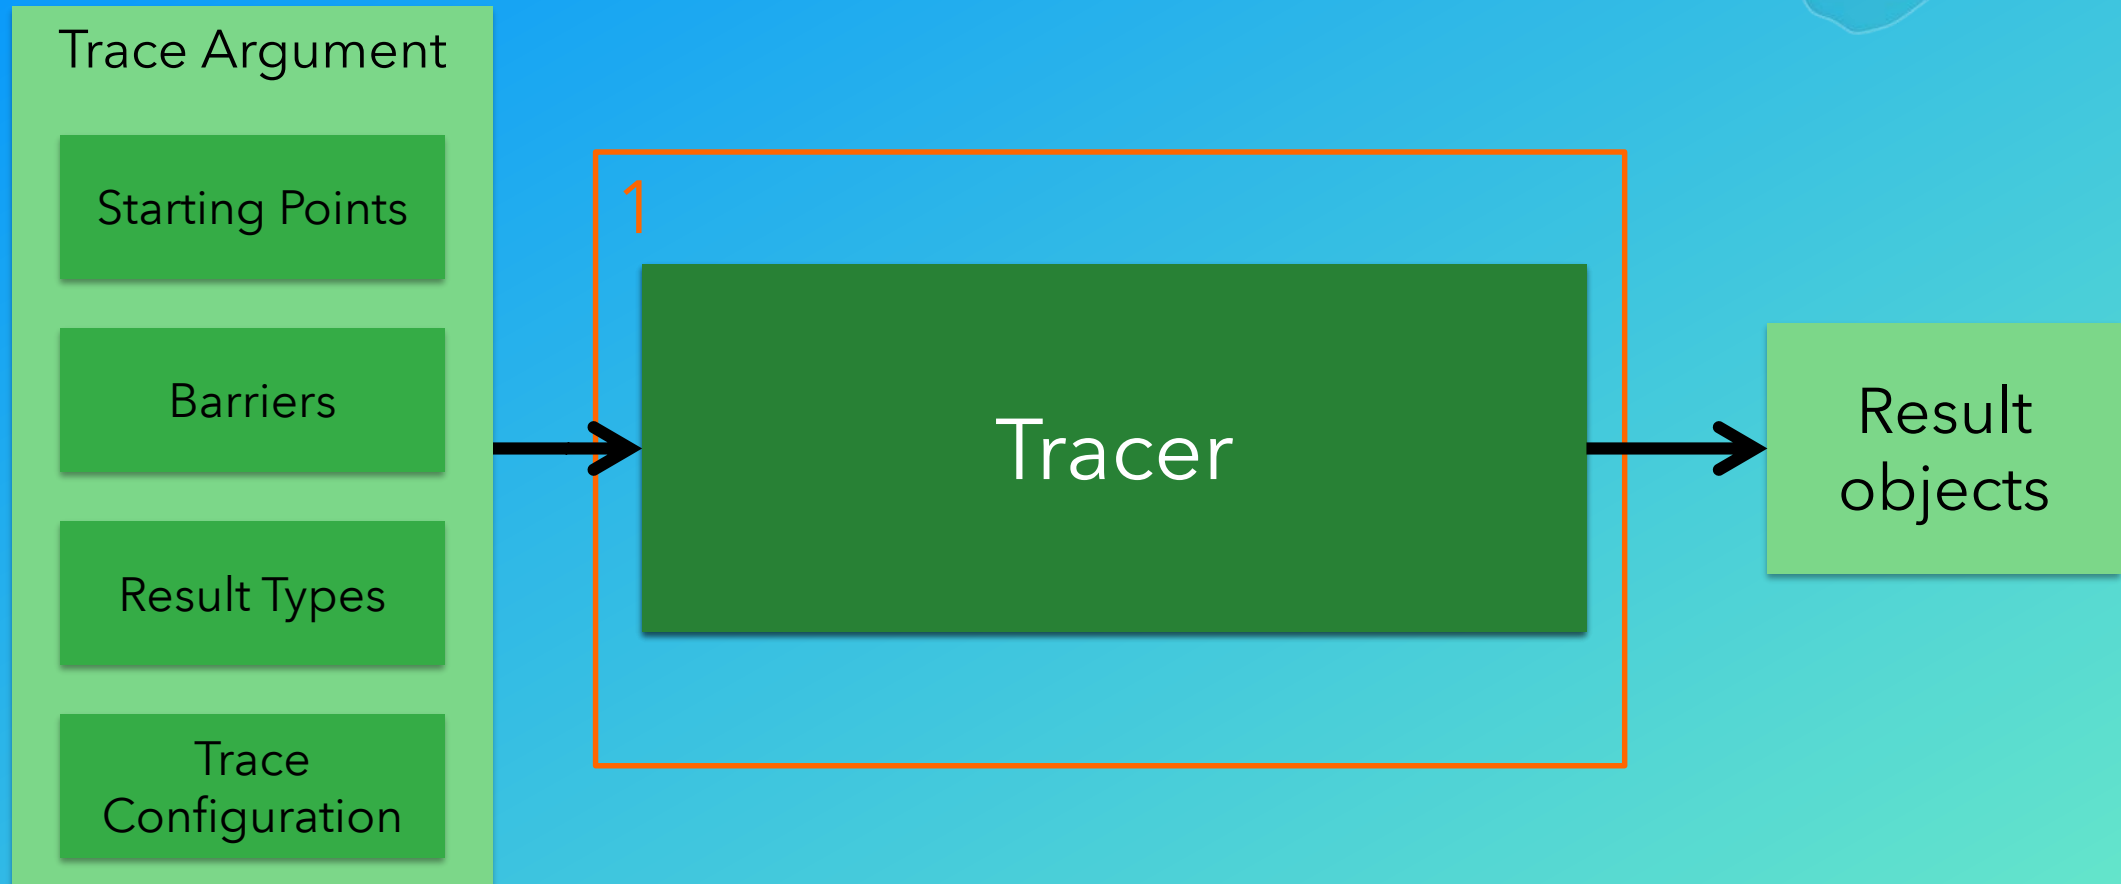 Trace Argument
Starting Points
Barriers
Result Types
Trace
Configuration
1
Tracer
Result
objects